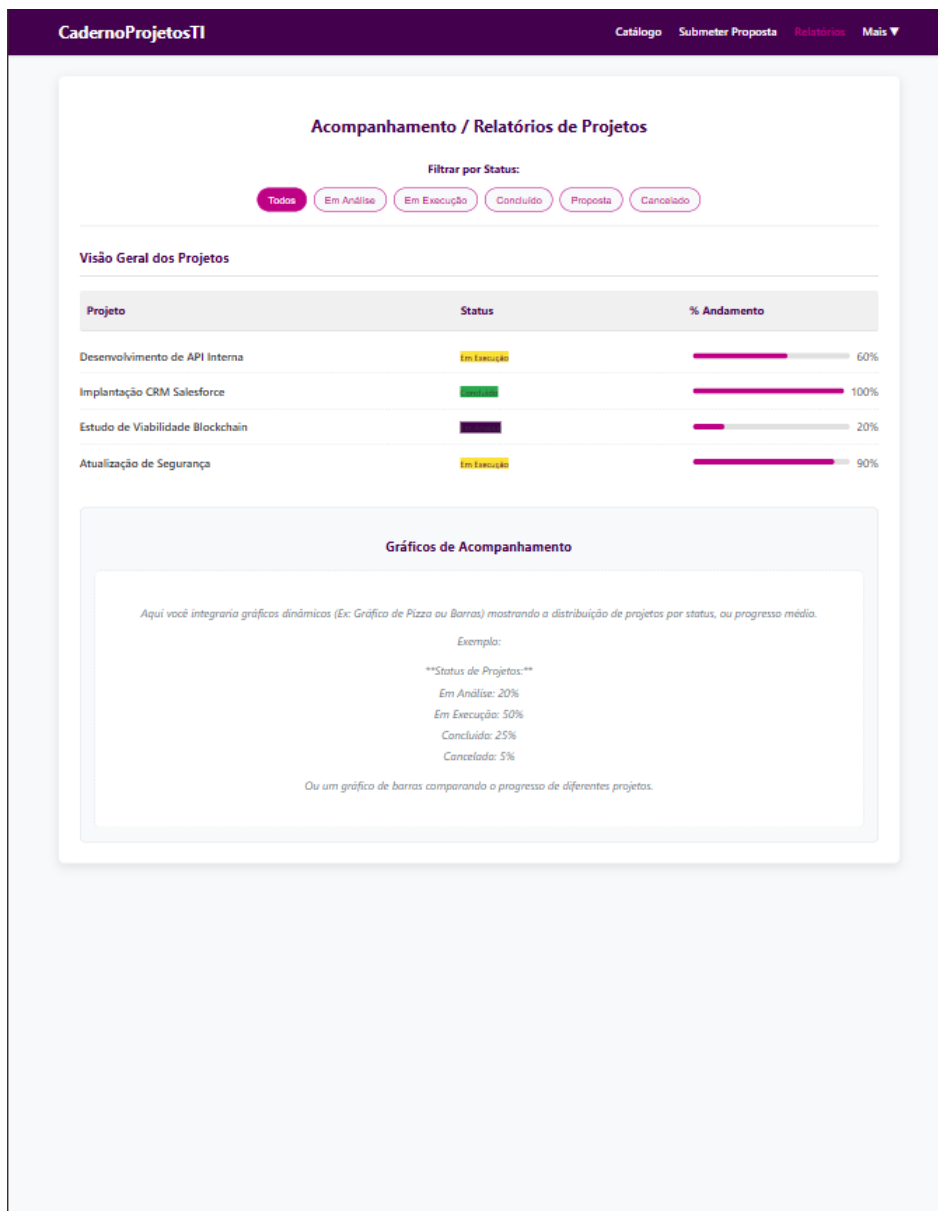 CadernoProjetosTI
Catálogo Submeter Proposta Relatórios Mais ▼
Acompanhamento / Relatórios de Projetos
Filtrar por Status:
Todos Em Análise Em Execução Concluído Proposta Cancelado
Visão Geral dos Projetos
Projeto Status % Andamento
Desenvolvimento de API Interna Em Execução 60%
Implantação CRM Salesforce Concluído 100%
Estudo de Viabilidade Blockchain 20%
Atualização de Segurança Em Execução 90%
Gráficos de Acompanhamento
Aqui você integraria gráficos dinâmicos (Ex: Gráfico de Pizza ou Barras) mostrando a distribuição de projetos por status, ou progresso médio.
Exemplo:
**Status de Projetos:**
Em Análise: 20%
Em Execução: 50%
Concluído: 25%
Cancelado: 5%
Ou um gráfico de barras comparando o progresso de diferentes projetos.